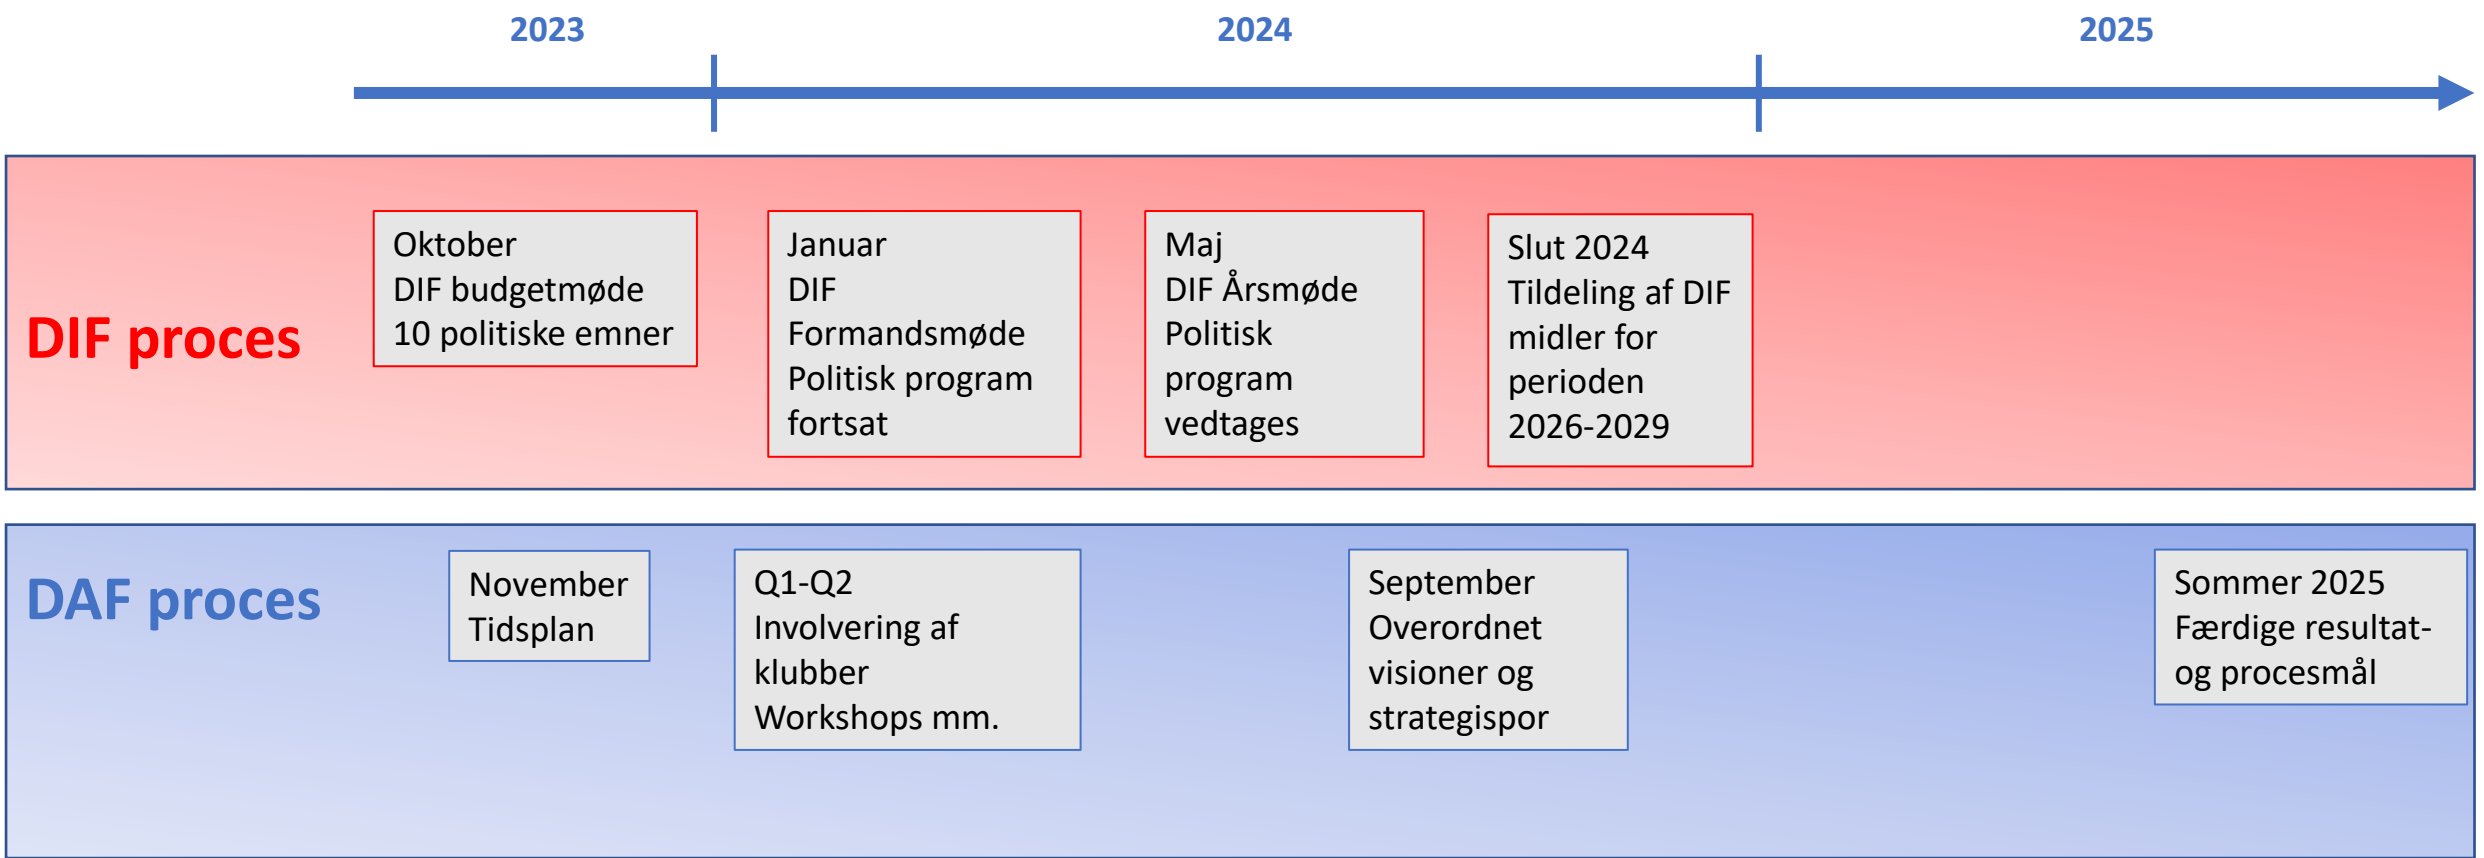 2023
2024
2025
DIF proces
Oktober
DIF budgetmøde
10 politiske emner
Januar
DIF
Formandsmøde
Politisk program
fortsat
Maj
DIF Årsmøde
Politisk
program
vedtages
Slut 2024
Tildeling af DIF
midler for
perioden
2026-2029
DAF proces
November
Tidsplan
Q1-Q2
Involvering af
klubber
Workshops mm.
September
Overordnet
visioner og
strategispor
Sommer 2025
Færdige resultat-
og procesmål